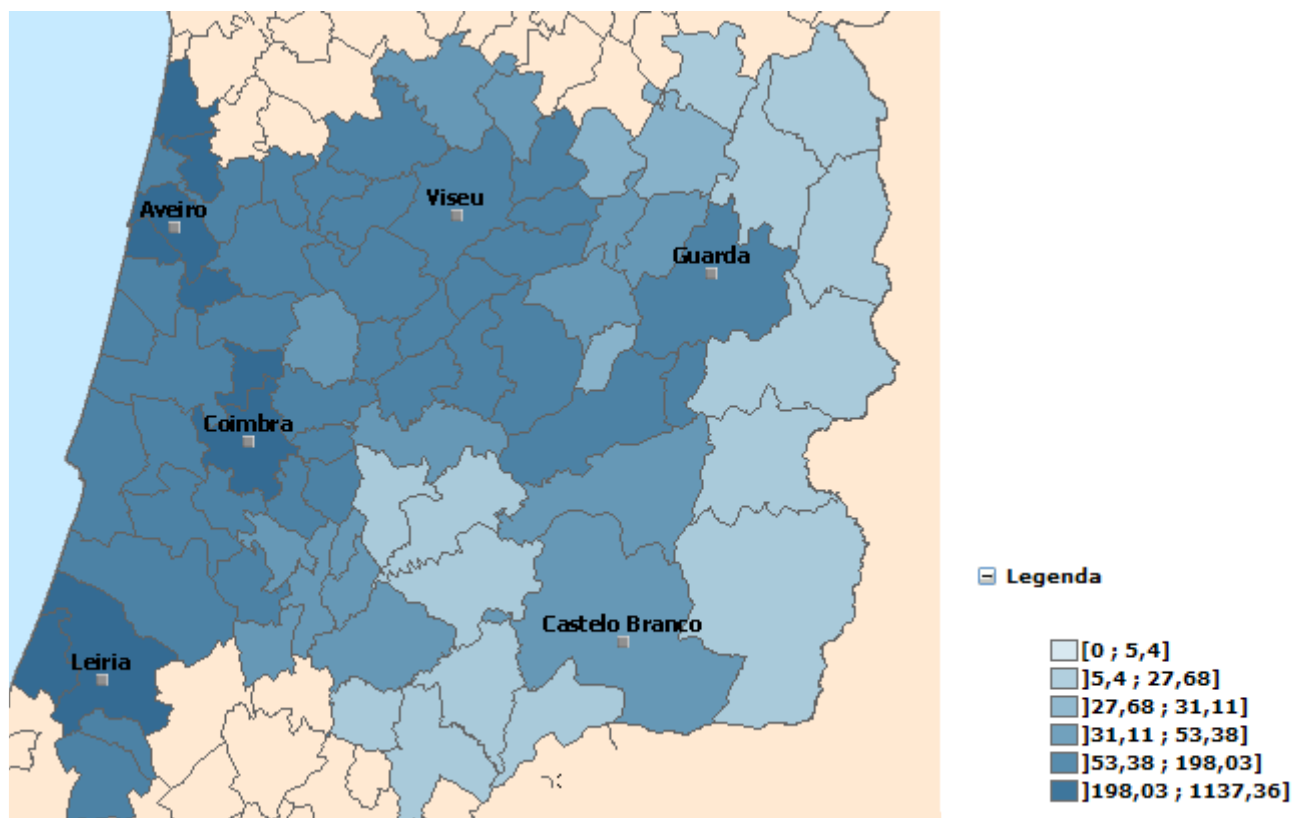 Viseu
Aveiro
Guarda
Coimbra
Castelo Branco
Leiria
Legenda
[0 ; 5,4]
]5,4 ; 27,68]
]27,68 ; 31,11]
]31,11 ; 53,38]
]53,38 ; 198,03]
]198,03 ; 1137,36]